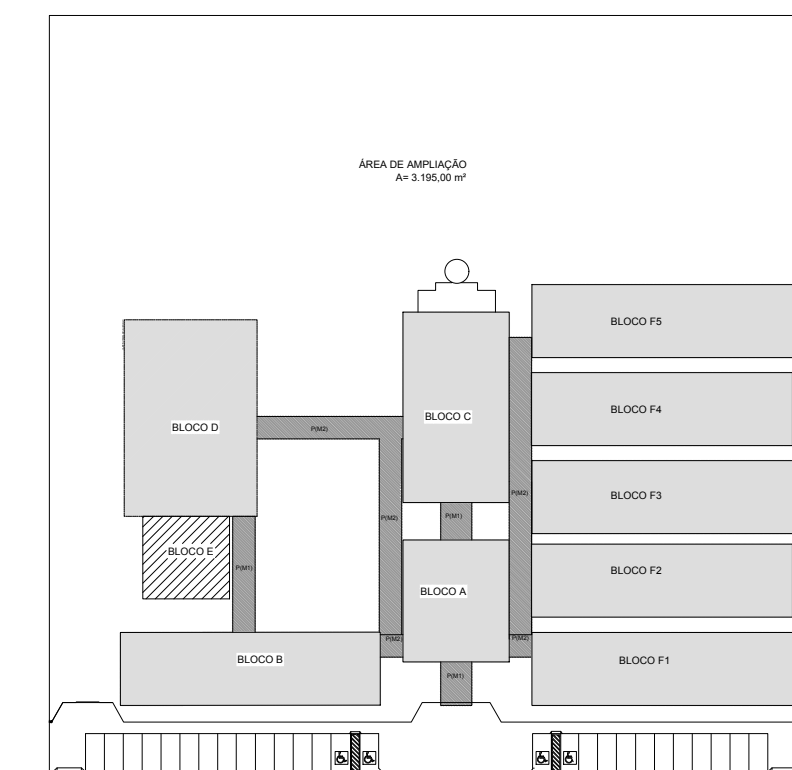 ÁREA DE AMPLIAÇÃO
A= 3.195,00 m²
BLOCO F5
BLOCO F4
BLOCO C
BLOCO D
P(M2)
BLOCO F3
P(M2)
P(M1)
P(M2)
BLOCO E
P(M1)
BLOCO F2
BLOCO A
P(M2)
P(M2)
BLOCO B
BLOCO F1
P(M1)